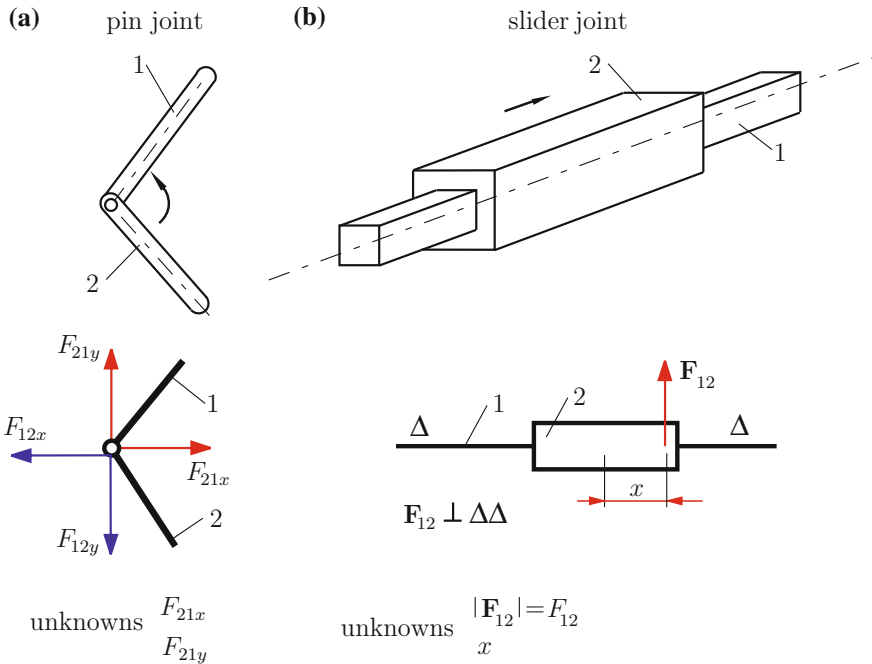 (a) pin joint
1
2
F21y
1
F12x
F21x
2
F12y
unknowns F21x
F21y
(b) slider joint
2
1
F12
1
2
Δ
Δ
x
F12 ⊥ ΔΔ
unknowns |F12|=F12
x